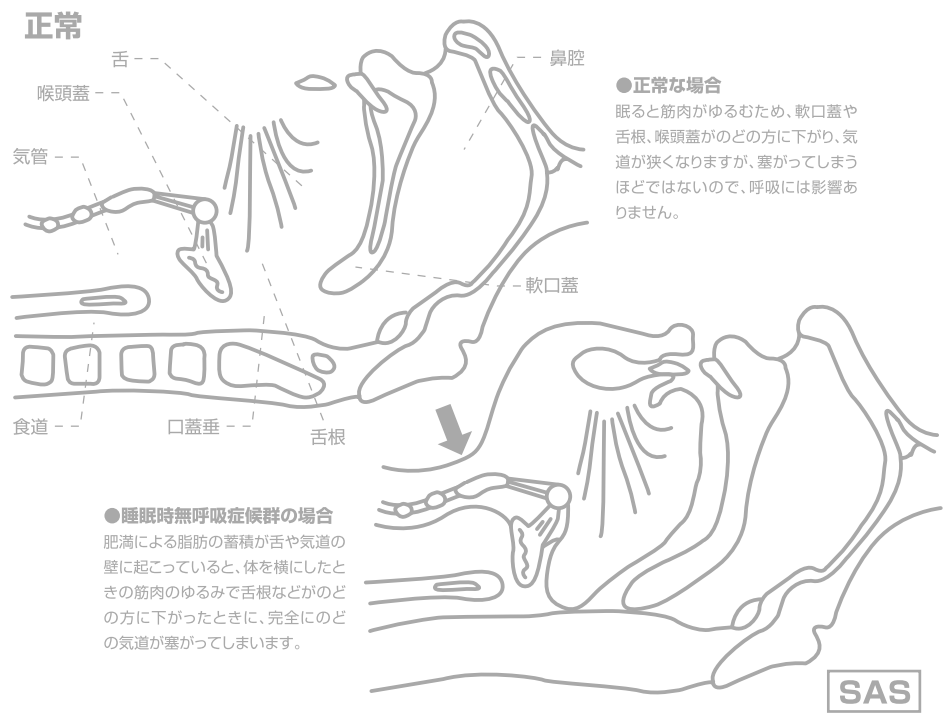 正常
舌
喉頭蓋
気管
鼻腔
軟口蓋
食道
口蓋垂
舌根
●正常な場合
眠ると筋肉がゆるむため、軟口蓋や
舌根、喉頭蓋がのどの方に下がり、気
道が狭くなりますが、塞がってしまう
ほどではないので、呼吸には影響あ
りません。
●睡眠時無呼吸症候群の場合
肥満による脂肪の蓄積が舌や気道の
壁に起こっていると、体を横にしたと
きの筋肉のゆるみで舌根などがのど
の方に下がったときに、完全にのど
の気道が塞がってしまいます。
SAS